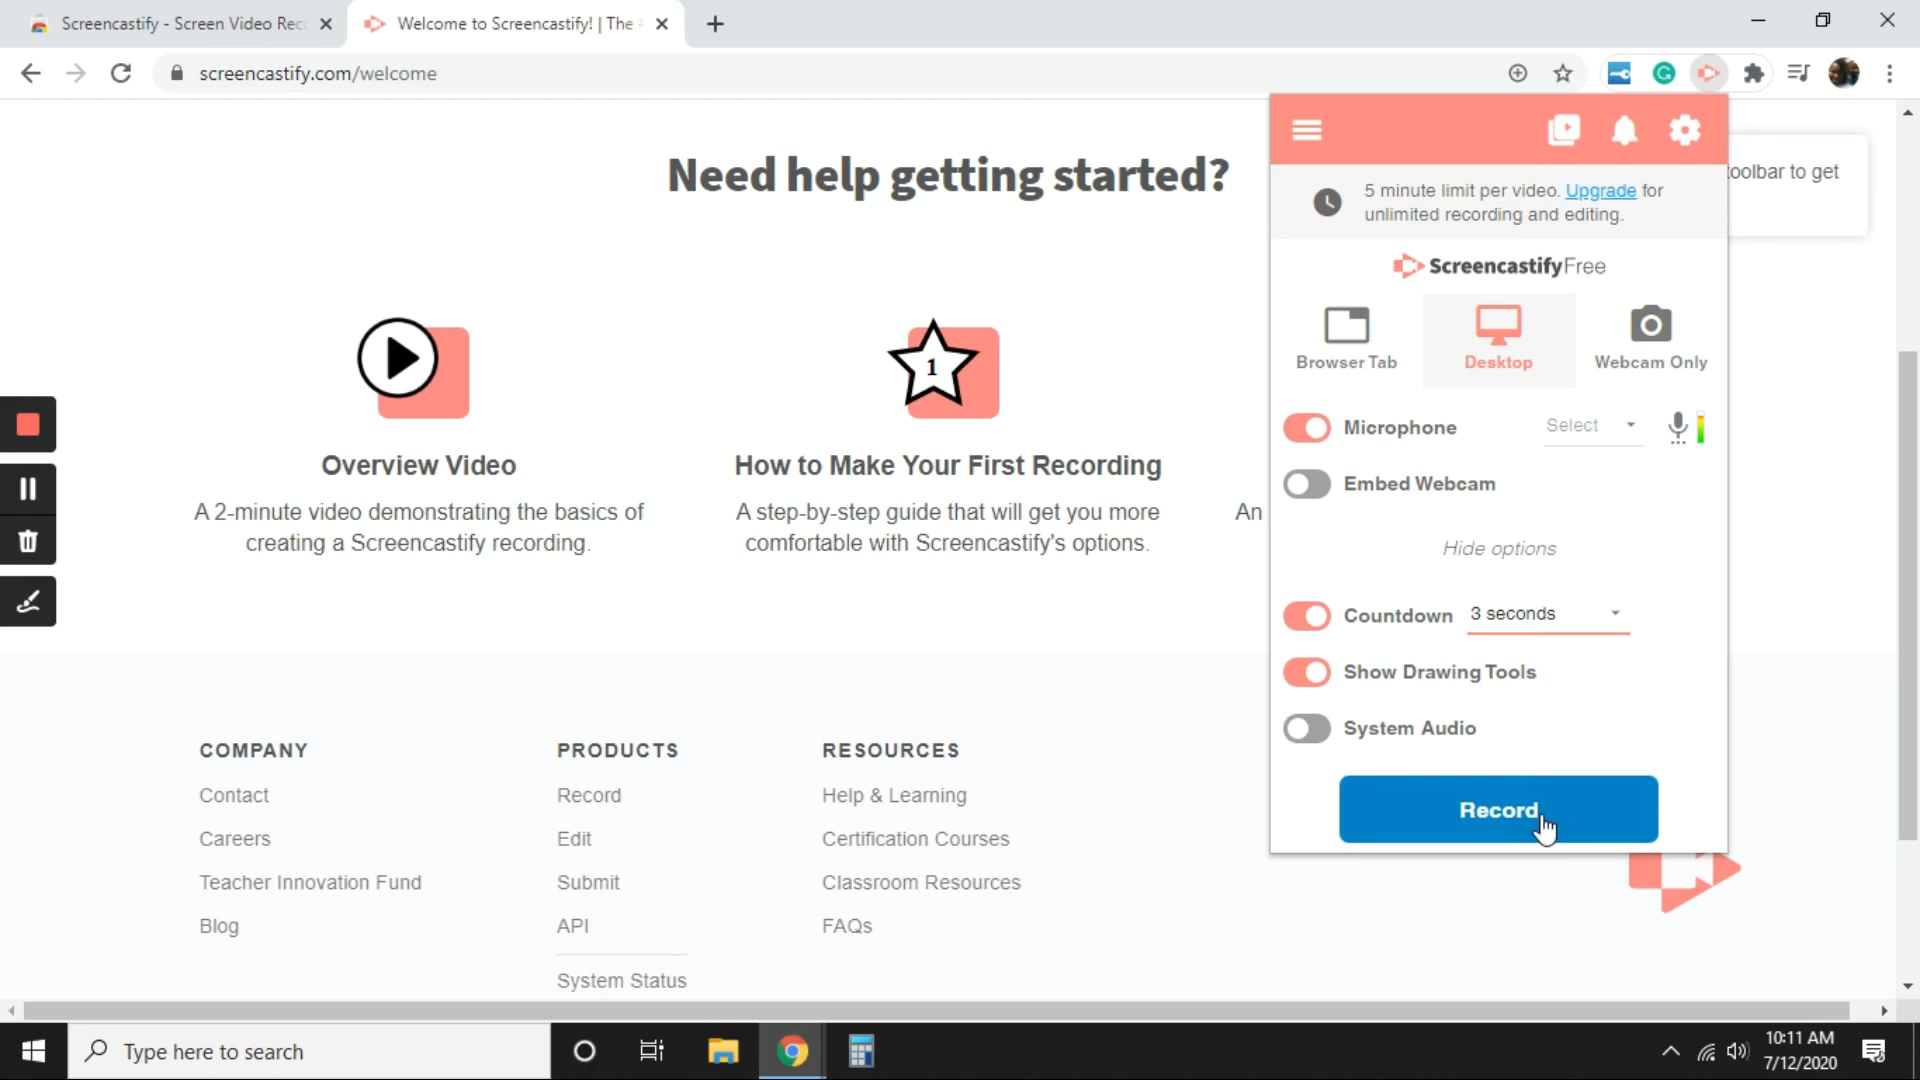 Screencastify - Screen Video Rec
Welcome to Screencastify! | The
screencastify.com/welcome
Need help getting started?
toolbar to get
5 minute limit per video. Upgrade for
unlimited recording and editing.
ScreencastifyFree
Browser Tab
Desktop
Webcam Only
Microphone
Select
Embed Webcam
Hide options
Countdown
3 seconds
Show Drawing Tools
System Audio
Record
1
Overview Video
A 2-minute video demonstrating the basics of
creating a Screencastify recording.
How to Make Your First Recording
A step-by-step guide that will get you more
comfortable with Screencastify's options.
An
COMPANY
Contact
Careers
Teacher Innovation Fund
Blog
PRODUCTS
Record
Edit
Submit
API
System Status
RESOURCES
Help & Learning
Certification Courses
Classroom Resources
FAQs
Type here to search
10:11 AM
7/12/2020